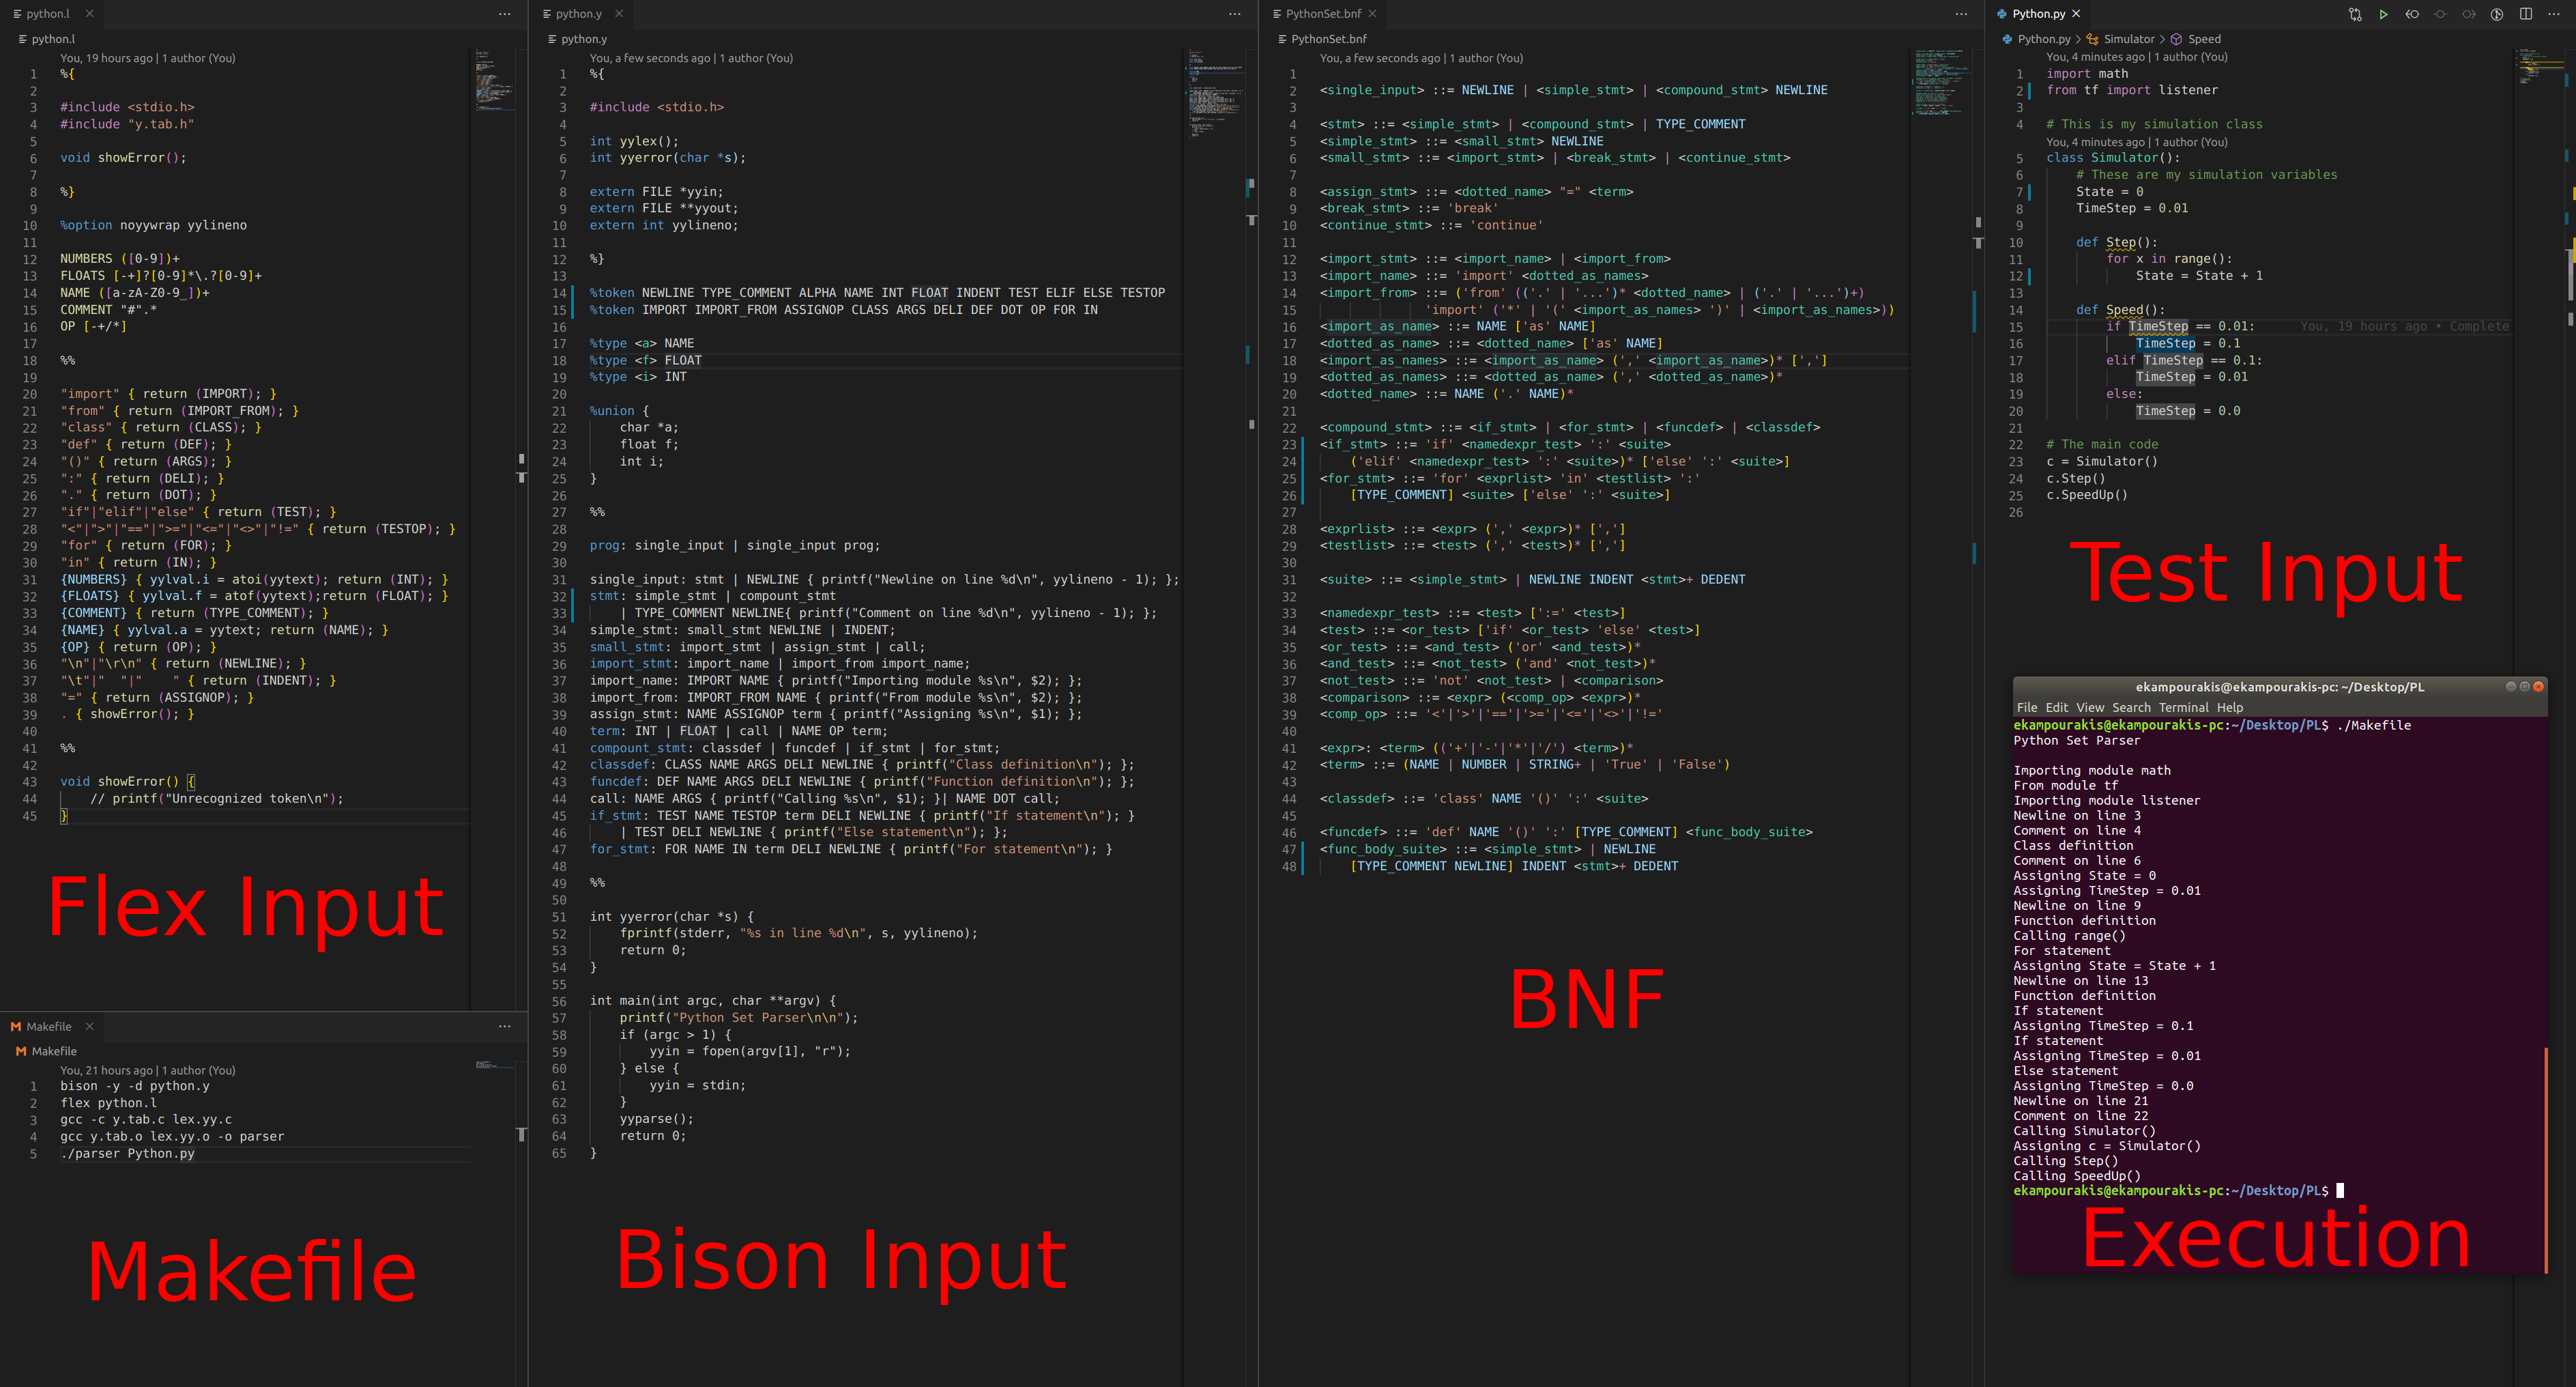 python.l
python.l
You, 19 hours ago | 1 author (You)
1 %{
2
3 #include <stdio.h>
4 #include "y.tab.h"
5
6 void showError();
7
8 %}
9
10 %option noyywrap yylineno
11
12 NUMBERS ([0-9])+
13 FLOATS [-+]?[0-9]*\.?[0-9]+
14 NAME ([a-zA-Z0-9_])+
15 COMMENT "#".*
16 OP [-+/*]
17
18 %%
19
20 "import" { return (IMPORT); }
21 "from" { return (IMPORT_FROM); }
22 "class" { return (CLASS); }
23 "def" { return (DEF); }
24 "()" { return (ARGS); }
25 ":" { return (DELI); }
26 "." { return (DOT); }
27 "if"|"elif"|"else" { return (TEST); }
28 "<"|">"|"=="|">="|"<="|"<>"|"!=" { return (TESTOP); }
29 "for" { return (FOR); }
30 "in" { return (IN); }
31 {NUMBERS} { yylval.i = atoi(yytext); return (INT); }
32 {FLOATS} { yylval.f = atof(yytext);return (FLOAT); }
33 {COMMENT} { return (TYPE_COMMENT); }
34 {NAME} { yylval.a = yytext; return (NAME); }
35 {OP} { return (OP); }
36 "\n"|"\r\n" { return (NEWLINE); }
37 "\t"|"  "|"    " { return (INDENT); }
38 "=" { return (ASSIGNOP); }
39 . { showError(); }
40
41 %%
42
43 void showError() {
44     // printf("Unrecognized token\n");
45 }
Flex Input
Makefile
Makefile
You, 21 hours ago | 1 author (You)
1 bison -y -d python.y
2 flex python.l
3 gcc -c y.tab.c lex.yy.c
4 gcc y.tab.o lex.yy.o -o parser
5 ./parser Python.py
Makefile
python.y
python.y
You, a few seconds ago | 1 author (You)
1 %{
2
3 #include <stdio.h>
4
5 int yylex();
6 int yyerror(char *s);
7
8 extern FILE *yyin;
9 extern FILE **yyout;
10 extern int yylineno;
11
12 %}
13
14 %token NEWLINE TYPE_COMMENT ALPHA NAME INT FLOAT INDENT TEST ELIF ELSE TESTOP
15 %token IMPORT IMPORT_FROM ASSIGNOP CLASS ARGS DELI DEF DOT OP FOR IN
16
17 %type <a> NAME
18 %type <f> FLOAT
19 %type <i> INT
20
21 %union {
22     char *a;
23     float f;
24     int i;
25 }
26
27 %%
28
29 prog: single_input | single_input prog;
30
31 single_input: stmt | NEWLINE { printf("Newline on line %d\n", yylineno - 1); };
32 stmt: simple_stmt | compount_stmt
33     | TYPE_COMMENT NEWLINE{ printf("Comment on line %d\n", yylineno - 1); };
34 simple_stmt: small_stmt NEWLINE | INDENT;
35 small_stmt: import_stmt | assign_stmt | call;
36 import_stmt: import_name | import_from import_name;
37 import_name: IMPORT NAME { printf("Importing module %s\n", $2); };
38 import_from: IMPORT_FROM NAME { printf("From module %s\n", $2); };
39 assign_stmt: NAME ASSIGNOP term { printf("Assigning %s\n", $1); };
40 term: INT | FLOAT | call | NAME OP term;
41 compount_stmt: classdef | funcdef | if_stmt | for_stmt;
42 classdef: CLASS NAME ARGS DELI NEWLINE { printf("Class definition\n"); };
43 funcdef: DEF NAME ARGS DELI NEWLINE { printf("Function definition\n"); };
44 call: NAME ARGS { printf("Calling %s\n", $1); }| NAME DOT call;
45 if_stmt: TEST NAME TESTOP term DELI NEWLINE { printf("If statement\n"); }
46     | TEST DELI NEWLINE { printf("Else statement\n"); };
47 for_stmt: FOR NAME IN term DELI NEWLINE { printf("For statement\n"); }
48
49 %%
50
51 int yyerror(char *s) {
52     fprintf(stderr, "%s in line %d\n", s, yylineno);
53     return 0;
54 }
55
56 int main(int argc, char **argv) {
57     printf("Python Set Parser\n\n");
58     if (argc > 1) {
59         yyin = fopen(argv[1], "r");
60     } else {
61         yyin = stdin;
62     }
63     yyparse();
64     return 0;
65 }
Bison Input
PythonSet.bnf
PythonSet.bnf
You, a few seconds ago | 1 author (You)
1
2 <single_input> ::= NEWLINE | <simple_stmt> | <compound_stmt> NEWLINE
3
4 <stmt> ::= <simple_stmt> | <compound_stmt> | TYPE_COMMENT
5 <simple_stmt> ::= <small_stmt> NEWLINE
6 <small_stmt> ::= <import_stmt> | <break_stmt> | <continue_stmt>
7
8 <assign_stmt> ::= <dotted_name> "=" <term>
9 <break_stmt> ::= 'break'
10 <continue_stmt> ::= 'continue'
11
12 <import_stmt> ::= <import_name> | <import_from>
13 <import_name> ::= 'import' <dotted_as_names>
14 <import_from> ::= ('from' (('.' | '...')* <dotted_name> | ('.' | '...')+)
15               'import' ('*' | '(' <import_as_names> ')' | <import_as_names>))
16 <import_as_name> ::= NAME ['as' NAME]
17 <dotted_as_name> ::= <dotted_name> ['as' NAME]
18 <import_as_names> ::= <import_as_name> (',' <import_as_name>)* [',']
19 <dotted_as_names> ::= <dotted_as_name> (',' <dotted_as_name>)*
20 <dotted_name> ::= NAME ('.' NAME)*
21
22 <compound_stmt> ::= <if_stmt> | <for_stmt> | <funcdef> | <classdef>
23 <if_stmt> ::= 'if' <namedexpr_test> ':' <suite>
24     ('elif' <namedexpr_test> ':' <suite>)* ['else' ':' <suite>]
25 <for_stmt> ::= 'for' <exprlist> 'in' <testlist> ':'
26     [TYPE_COMMENT] <suite> ['else' ':' <suite>]
27
28 <exprlist> ::= <expr> (',' <expr>)* [',']
29 <testlist> ::= <test> (',' <test>)* [',']
30
31 <suite> ::= <simple_stmt> | NEWLINE INDENT <stmt>+ DEDENT
32
33 <namedexpr_test> ::= <test> [':=' <test>]
34 <test> ::= <or_test> ['if' <or_test> 'else' <test>]
35 <or_test> ::= <and_test> ('or' <and_test>)*
36 <and_test> ::= <not_test> ('and' <not_test>)*
37 <not_test> ::= 'not' <not_test> | <comparison>
38 <comparison> ::= <expr> (<comp_op> <expr>)*
39 <comp_op> ::= '<'|'>'|'=='|'>='|'<='|'<>'|'!='
40
41 <expr>: <term> (('+'|'-'|'*'|'/') <term>)*
42 <term> ::= (NAME | NUMBER | STRING+ | 'True' | 'False')
43
44 <classdef> ::= 'class' NAME '()' ':' <suite>
45
46 <funcdef> ::= 'def' NAME '()' ':' [TYPE_COMMENT] <func_body_suite>
47 <func_body_suite> ::= <simple_stmt> | NEWLINE
48     [TYPE_COMMENT NEWLINE] INDENT <stmt>+ DEDENT
BNF
Python.py
Python.py > Simulator > Speed
You, 4 minutes ago | 1 author (You)
1 import math
2 from tf import listener
3
4 # This is my simulation class
You, 4 minutes ago | 1 author (You)
5 class Simulator():
6     # These are my simulation variables
7     State = 0
8     TimeStep = 0.01
9
10     def Step():
11         for x in range():
12             State = State + 1
13
14     def Speed():
15         if TimeStep == 0.01: You, 19 hours ago • Complete
16             TimeStep = 0.1
17         elif TimeStep == 0.1:
18             TimeStep = 0.01
19         else:
20             TimeStep = 0.0
21
22 # The main code
23 c = Simulator()
24 c.Step()
25 c.SpeedUp()
26
Test Input
ekampourakis@ekampourakis-pc: ~/Desktop/PL
File Edit View Search Terminal Help
ekampourakis@ekampourakis-pc:~/Desktop/PL$ ./Makefile
Python Set Parser
Importing module math
From module tf
Importing module listener
Newline on line 3
Comment on line 4
Class definition
Comment on line 6
Assigning State = 0
Assigning TimeStep = 0.01
Newline on line 9
Function definition
Calling range()
For statement
Assigning State = State + 1
Newline on line 13
Function definition
If statement
Assigning TimeStep = 0.1
If statement
Assigning TimeStep = 0.01
Else statement
Assigning TimeStep = 0.0
Newline on line 21
Comment on line 22
Calling Simulator()
Assigning c = Simulator()
Calling Step()
Calling SpeedUp()
ekampourakis@ekampourakis-pc:~/Desktop/PL$
Execution